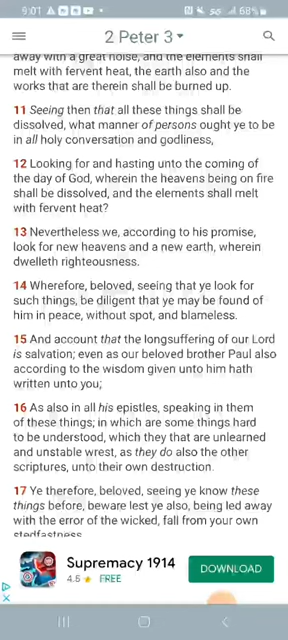 9:01
5G 68%
2 Peter 3
away with a great noise, and the elements shall
melt with fervent heat, the earth also and the
works that are therein shall be burned up.
11 Seeing then that all these things shall be
dissolved, what manner of persons ought ye to be
in all holy conversation and godliness,
12 Looking for and hasting unto the coming of
the day of God, wherein the heavens being on fire
shall be dissolved, and the elements shall melt
with fervent heat?
13 Nevertheless we, according to his promise,
look for new heavens and a new earth, wherein
dwelleth righteousness.
14 Wherefore, beloved, seeing that ye look for
such things, be diligent that ye may be found of
him in peace, without spot, and blameless.
15 And account that the longsuffering of our Lord
is salvation; even as our beloved brother Paul also
according to the wisdom given unto him hath
written unto you;
16 As also in all his epistles, speaking in them
of these things; in which are some things hard
to be understood, which they that are unlearned
and unstable wrest, as they do also the other
scriptures, unto their own destruction.
17 Ye therefore, beloved, seeing ye know these
things before, beware lest ye also, being led away
with the error of the wicked, fall from your own
stedfastness
Supremacy 1914
4.5 FREE
DOWNLOAD